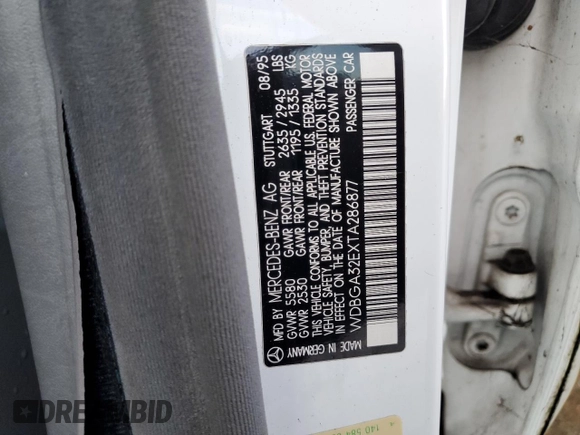 MFD BY MERCEDES-BENZ AG STUTTGART 08/95
GVWR 5580 GAWR FRONT/REAR 2635 / 2945 LBS
GVWR 2530 GAWR FRONT/REAR 1195 / 1335 KG
THIS VEHICLE CONFORMS TO ALL APPLICABLE U.S. FEDERAL MOTOR
VEHICLE SAFETY, BUMPER, AND THEFT PREVENTION STANDARDS
IN EFFECT ON THE DATE OF MANUFACTURE SHOWN ABOVE
WDBGA32EXTA286877 PASSENGER CAR
MADE IN GERMANY
140 584
DREAMBID